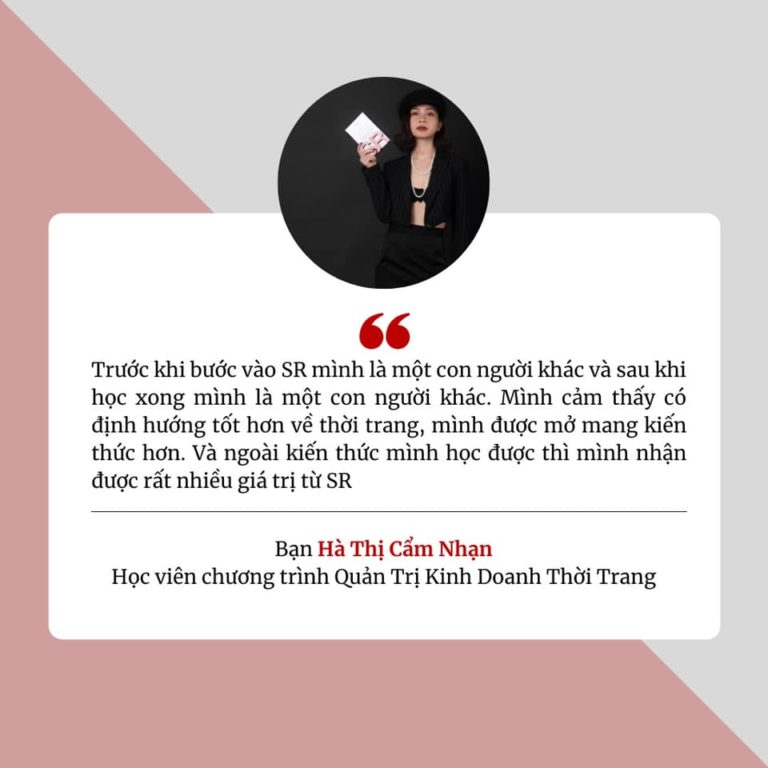 Trước khi bước vào SR mình là một con người khác và sau khi
học xong mình là một con người khác. Mình cảm thấy có
định hướng tốt hơn về thời trang, mình được mở mang kiến
thức hơn. Và ngoài kiến thức mình học được thì mình nhận
được rất nhiều giá trị từ SR
Bạn Hà Thị Cẩm Nhạn
Học viên chương trình Quản Trị Kinh Doanh Thời Trang